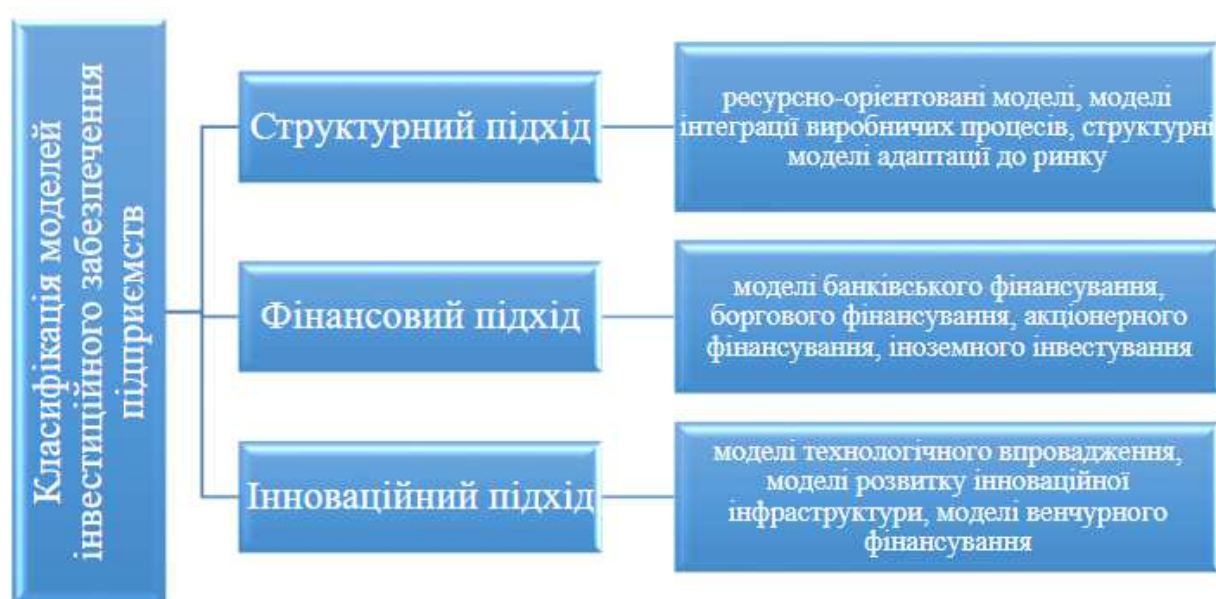 Класифікація моделей
інвестиційного забезпечення
підприємств
Структурний підхід
ресурсно-орієнтовані моделі, моделі
інтеграції виробничих процесів, структурні
моделі адаптації до ринку
Фінансовий підхід
моделі банківського фінансування,
боргового фінансування, акціонерного
фінансування, іноземного інвестування
Інноваційний підхід
моделі технологічного впровадження,
моделі розвитку інноваційної
інфраструктури, моделі венчурного
фінансування